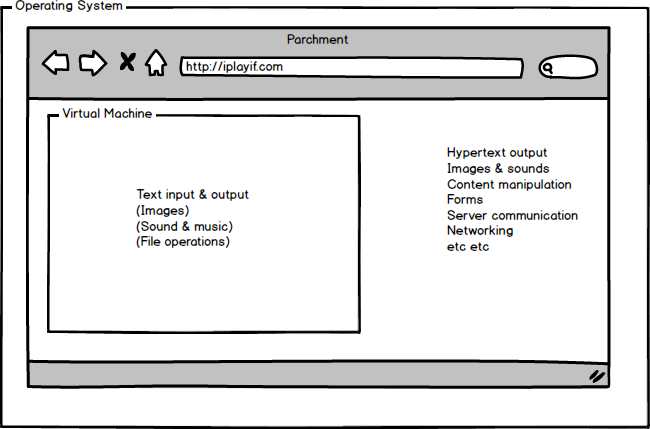 Operating System
Parchment
http://iplayif.com
Virtual Machine
Text input & output
(Images)
(Sound & music)
(File operations)
Hypertext output
Images & sounds
Content manipulation
Forms
Server communication
Networking
etc etc